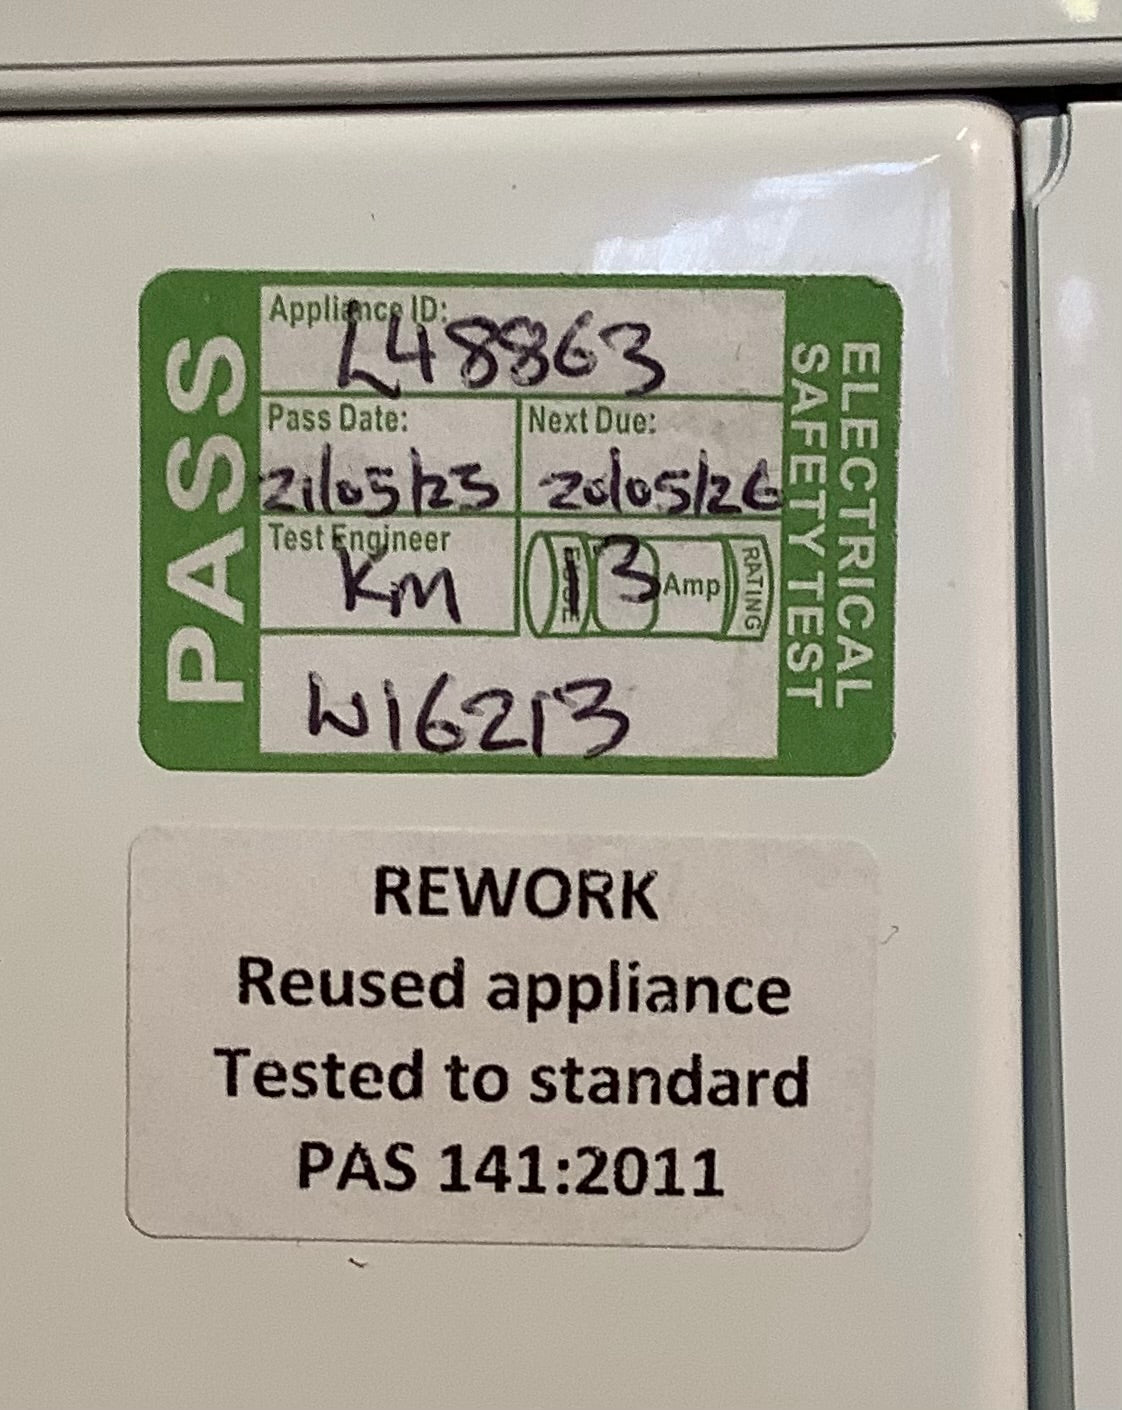 PASS
Appliance ID:
L48863
Pass Date: Next Due:
21/05/23 20/05/26
Test Engineer
KM
FUSE 13 Amp RATING
W16213
ELECTRICAL
SAFETY TEST
REWORK
Reused appliance
Tested to standard
PAS 141:2011